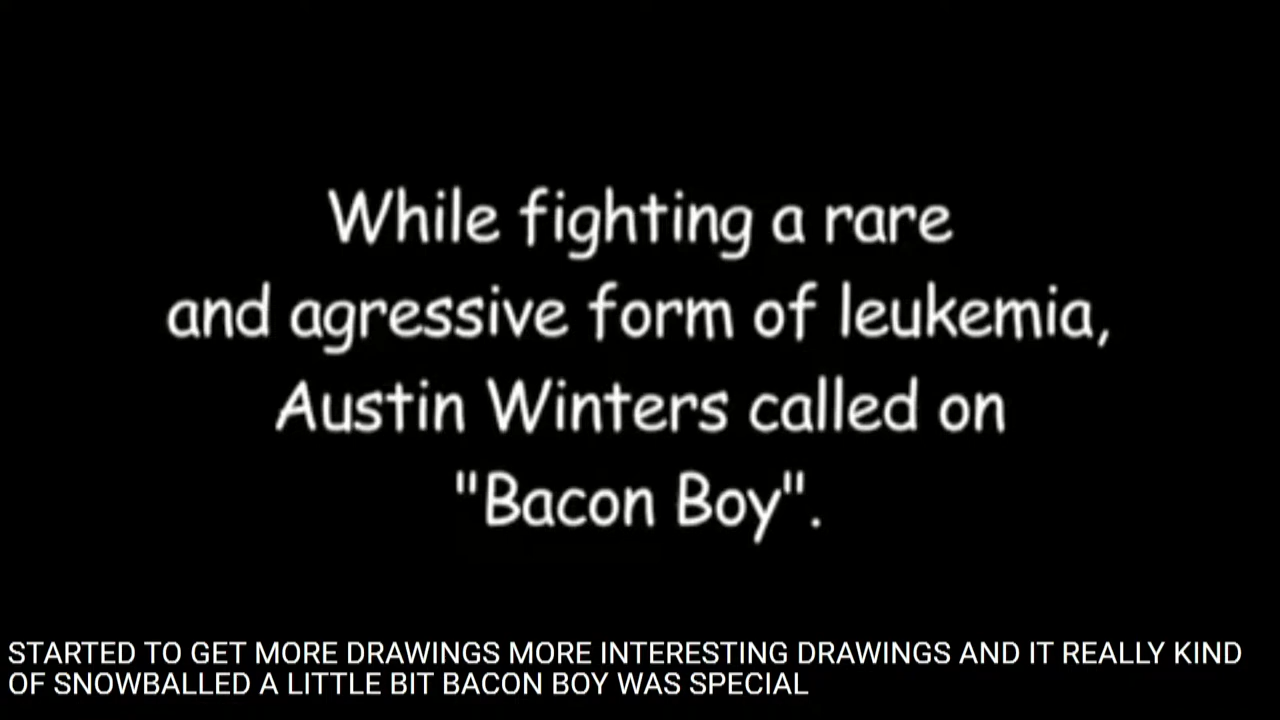 While fighting a rare
and agressive form of leukemia,
Austin Winters called on
"Bacon Boy".
STARTED TO GET MORE DRAWINGS MORE INTERESTING DRAWINGS AND IT REALLY KIND
OF SNOWBALLED A LITTLE BIT BACON BOY WAS SPECIAL